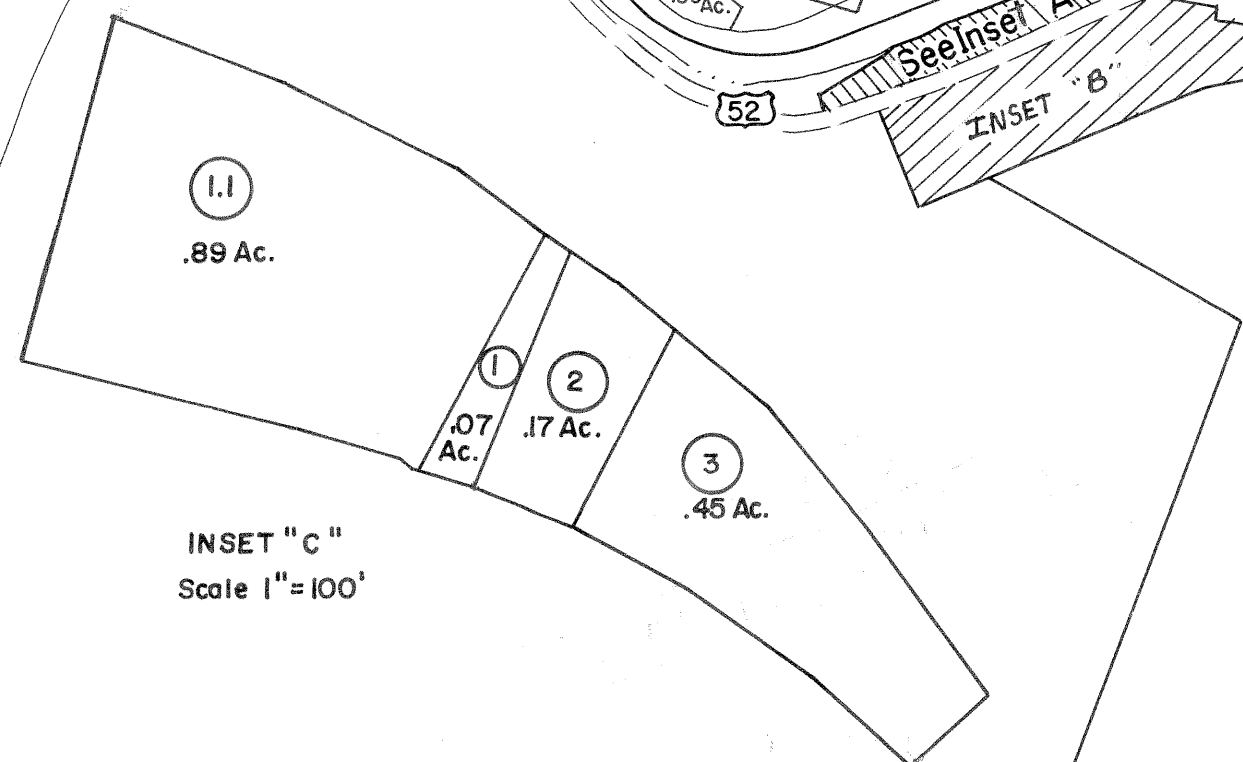 Ac.
See Inset A
52
INSET "B"
1.1
.89 Ac.
1
.07
Ac.
2
.17 Ac.
3
.45 Ac.
INSET "C"
Scale 1"=100'